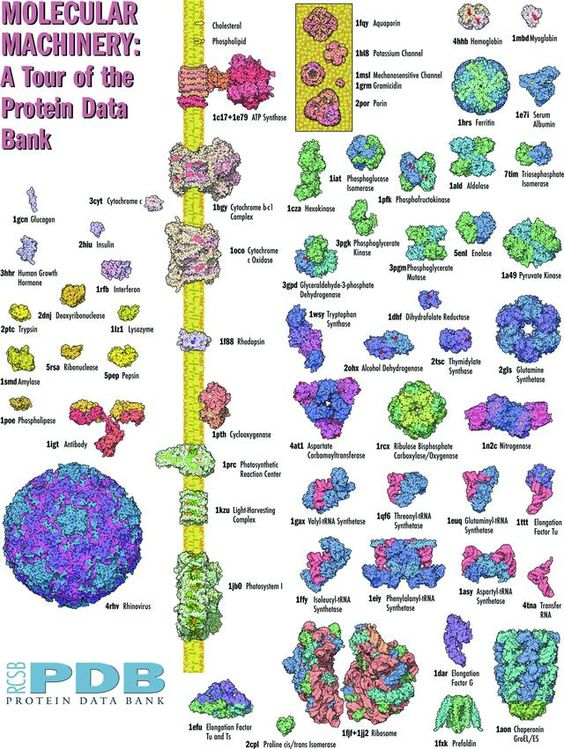 MOLECULAR
MACHINERY:
A Tour of the
Protein Data
Bank
Cholesterol
Phospholipid
1c17+1e79 ATP Synthase
1bgy Cytochrome b-c1
Complex
1oco Cytochrome
c Oxidase
1f88 Rhodopsin
1pth Cyclooxygenase
1prc Photosynthetic
Reaction Center
1kzu Light-Harvesting
Complex
1jb0 Photosystem I
1fqy Aquaporin
1bl8 Potassium Channel
1msl Mechanosensitive Channel
1grm Gramicidin
2por Porin
4hhb Hemoglobin
1mbd Myoglobin
1hrs Ferritin
1e7i Serum
Albumin
1cza Hexokinase
1iat Phosphoglucose
Isomerase
1pfk Phosphofructokinase
1ald Aldolase
7tim Triosephosphate
Isomerase
3gpd Glyceraldehyde-3-phosphate
Dehydrogenase
3pgk Phosphoglycerate
Kinase
3pgm Phosphoglycerate
Mutase
5enl Enolase
1a49 Pyruvate Kinase
1gcn Glucagon
3cyt Cytochrome c
2hiu Insulin
3hhr Human Growth
Hormone
1rfb Interferon
2dnj Deoxyribonuclease
2ptc Trypsin
1lz1 Lysozyme
1smd Amylase
5rsa Ribonuclease
5pep Pepsin
1poe Phospholipase
1igt Antibody
4rhv Rhinovirus
1wsy Tryptophan
Synthase
1dhf Dihydrofolate Reductase
2ohx Alcohol Dehydrogenase
2tsc Thymidylate
Synthase
2gls Glutamine
Synthetase
4at1 Aspartate
Carbamoyltransferase
1rcx Ribulose Bisphosphate
Carboxylase/Oxygenase
1n2c Nitrogenase
1gax Valyl-tRNA Synthetase
1qf6 Threonyl-tRNA
Synthetase
1euq Glutaminyl-tRNA
Synthetase
1ttt Elongation
Factor Tu
1ffy Isoleucyl-tRNA
Synthetase
1eiy Phenylalanyl-tRNA
Synthetase
1asy Aspartyl-tRNA
Synthetase
4tna Transfer
RNA
1efu Elongation Factor
Tu and Ts
2cpl Proline cis/trans Isomerase
1fjf+1jj2 Ribosome
1dar Elongation
Factor G
1fxk Prefoldin
1aon Chaperonin
GroEL/ES
RCSB
PDB
PROTEIN DATA BANK